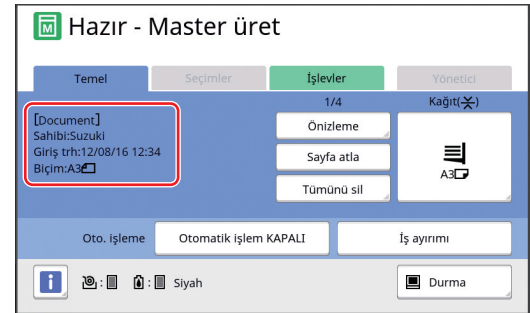 Hazır - Master üret
Temel
Seçimler
İşlevler
Yönetici
1/4
Kağıt( )
[Document]
Sahibi:Suzuki
Giriş trh:12/08/16 12:34
Biçim:A3
Önizleme
Sayfa atla
Tümünü sil
A3
Oto. işleme
Otomatik işlem KAPALI
İş ayırımı
i
: : Siyah
Durma